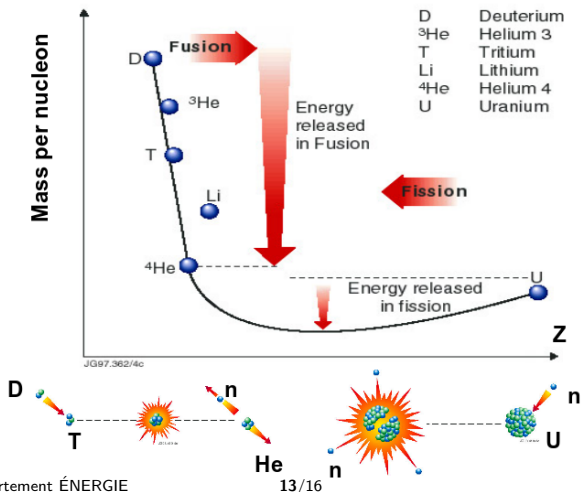 D Deuterium
³He Helium 3
T Tritium
Li Lithium
⁴He Helium 4
U Uranium
Mass per nucleon
Fusion
D
³He
T
Li
⁴He
Energy
released
in Fusion
Fission
U
Energy released
in fission
Z
JG97.362/4c
D
T
n
He
n
n
U
rtement ÉNERGIE
13/16